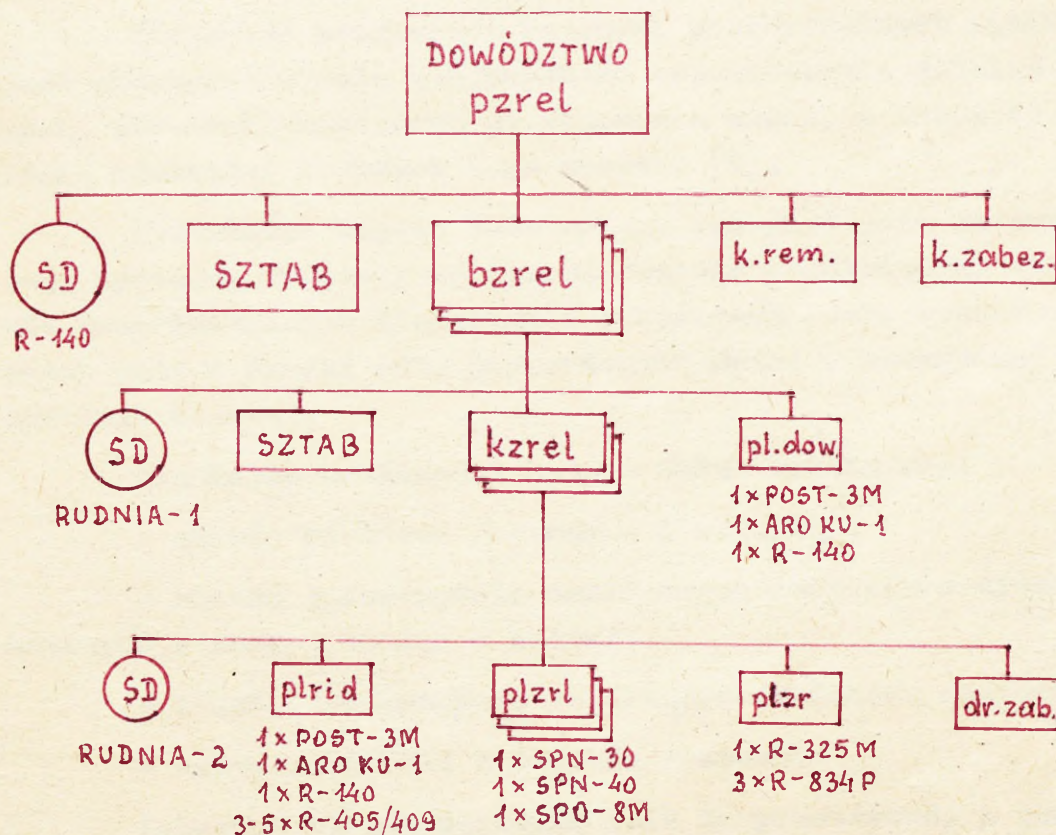 DOWÓDZTWO
pzrel
SD
SZTAB
bzrel
k.rem.
k.zabez.
R-140
SD
SZTAB
kzrel
pl.dow.
RUDNIA-1
1×POST-3M
1×ARO KU-1
1×R-140
SD
plrid
plzrl
plzr
dr.zab.
RUDNIA-2
1×POST-3M
1×ARO KU-1
1×R-140
3-5×R-405/409
1×SPN-30
1×SPN-40
1×SPO-8M
1×R-325M
3×R-834P